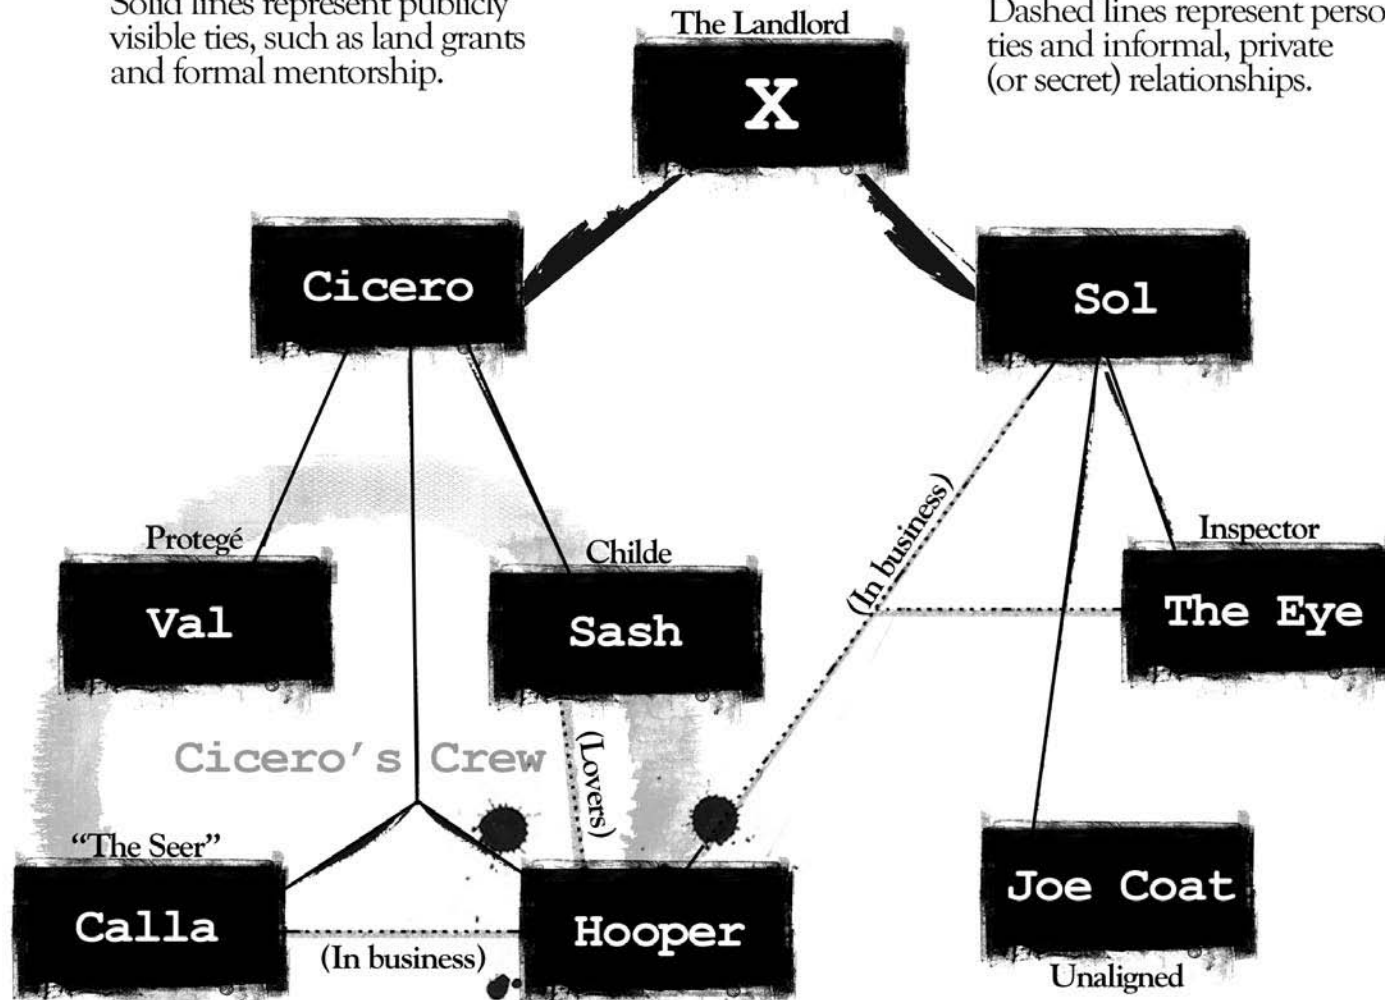 Solid lines represent publicly
visible ties, such as land grants
and formal mentorship.
Dashed lines represent
ties and informal, private
(or secret) relationships.
The Landlord
X
Cicero
Sol
Protegé
Val
Childe
Sash
(In business)
Inspector
The Eye
Cicero's Crew
(Lovers)
"The Seer"
Calla
(In business)
Hooper
Joe Coat
Unaligned